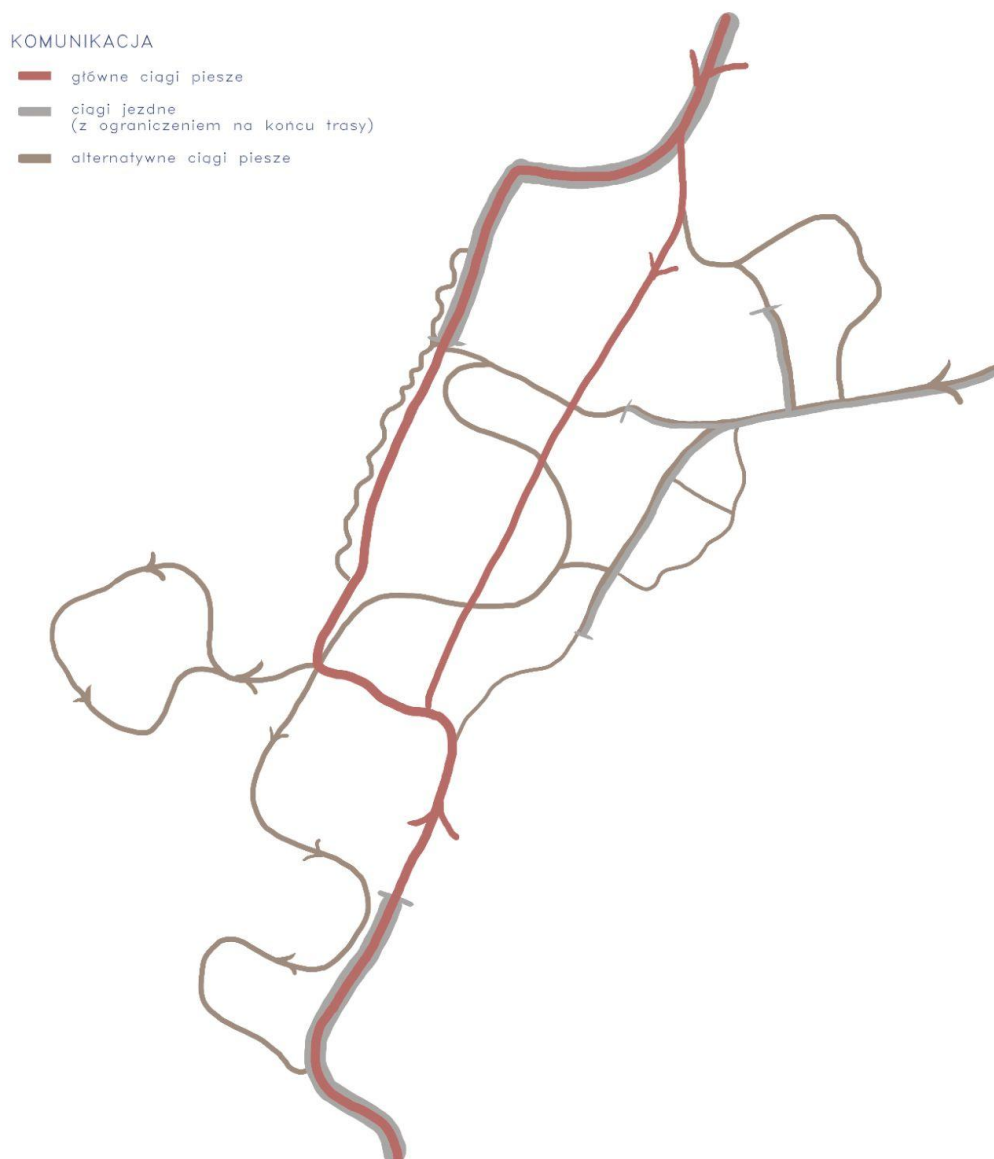 KOMUNIKACJA
główne ciągi piesze
ciągi jezdne
(z ograniczeniem na końcu trasy)
alternatywne ciągi piesze